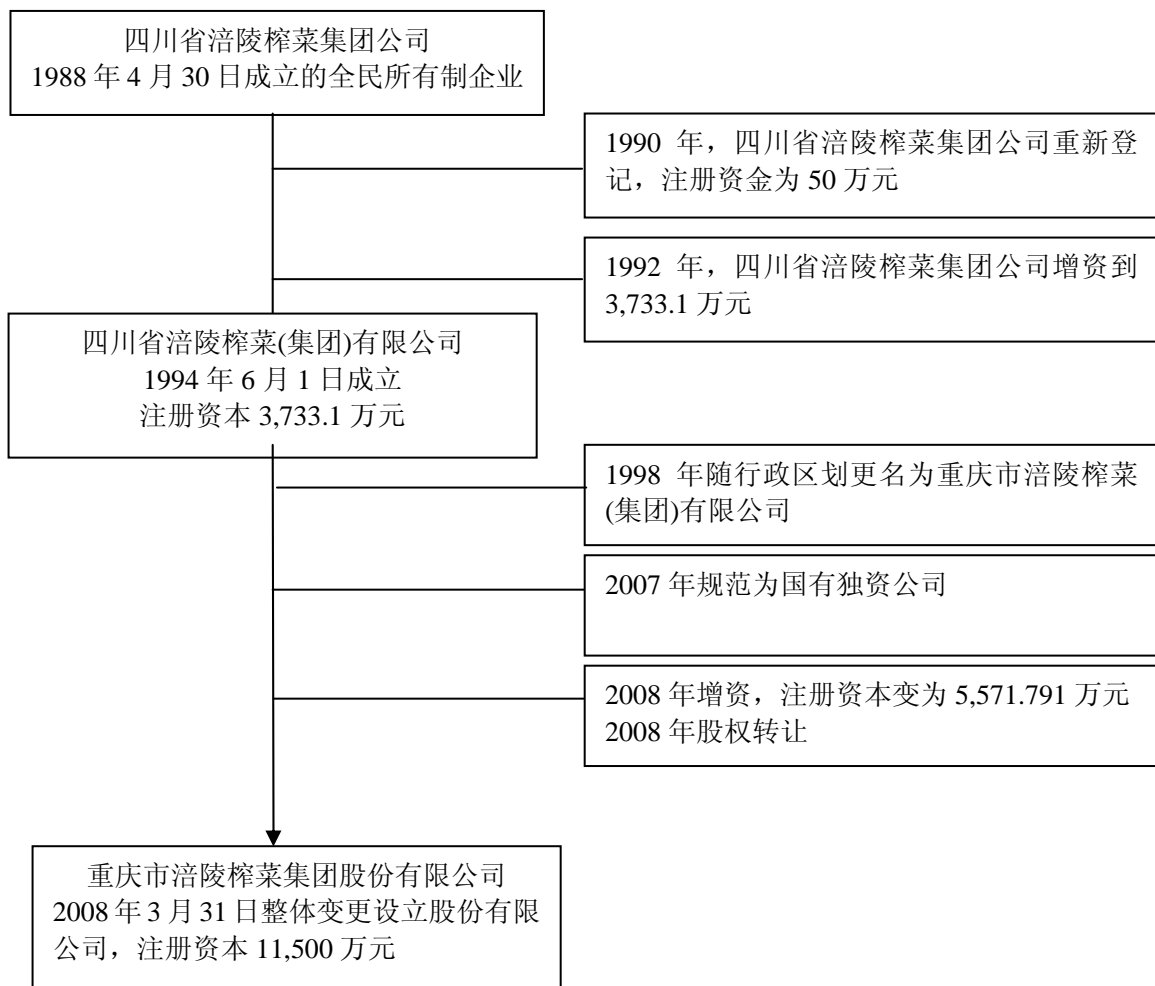 四川省涪陵榨菜集团公司
1988 年 4 月 30 日成立的全民所有制企业
1990 年，四川省涪陵榨菜集团公司重新登
记，注册资金为 50 万元
1992 年，四川省涪陵榨菜集团公司增资到
3,733.1 万元
四川省涪陵榨菜(集团)有限公司
1994 年 6 月 1 日成立
注册资本 3,733.1 万元
1998 年随行政区划更名为重庆市涪陵榨菜
(集团)有限公司
2007 年规范为国有独资公司
2008 年增资，注册资本变为 5,571.791 万元
2008 年股权转让
重庆市涪陵榨菜集团股份有限公司
2008 年 3 月 31 日整体变更设立股份有限
公司，注册资本 11,500 万元